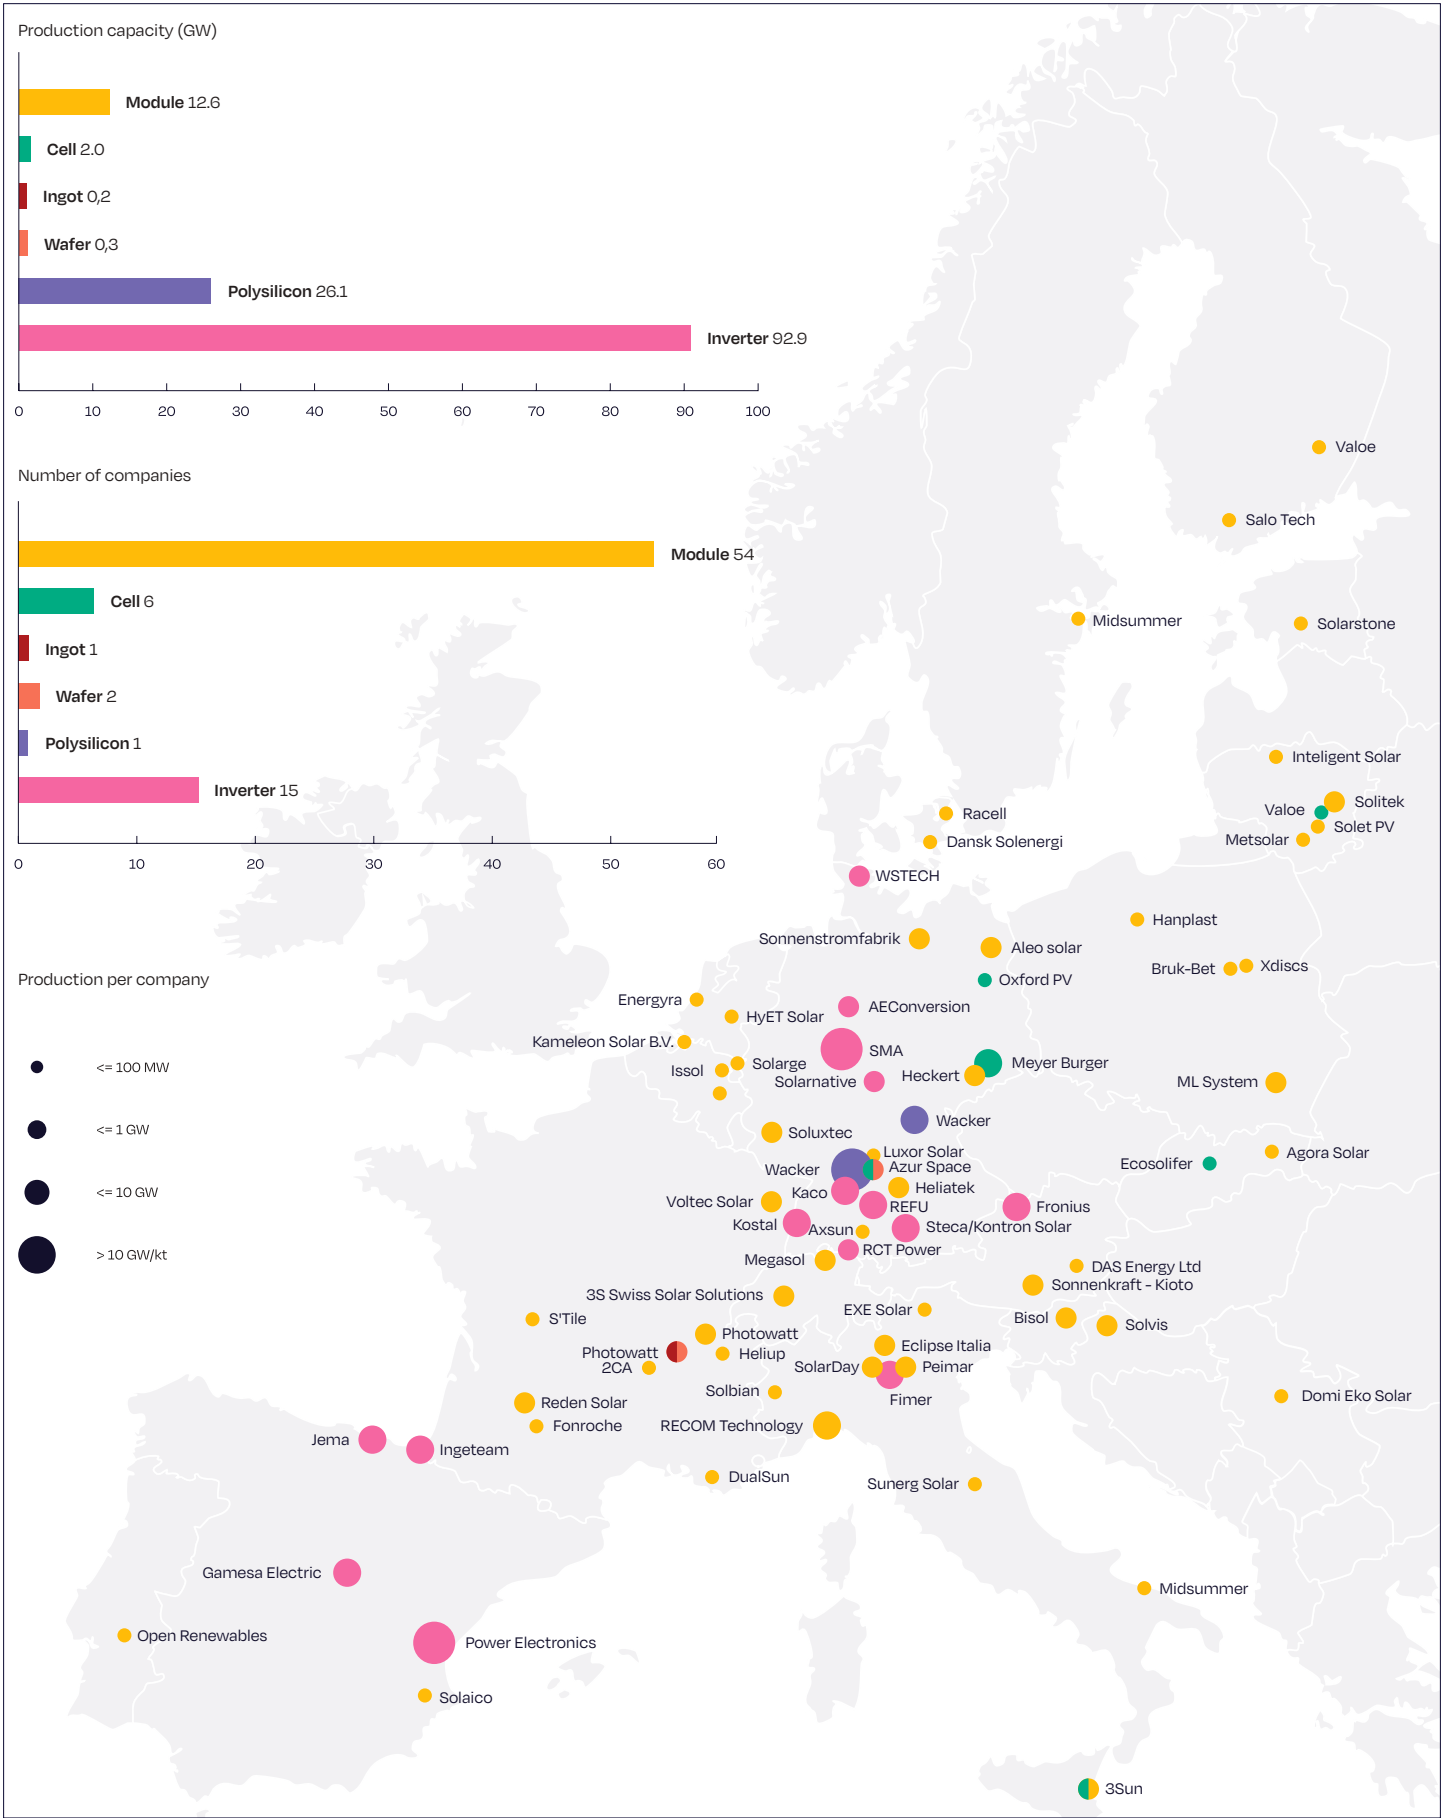 Production capacity (GW)
Module 12.6
Cell 2.0
Ingot 0,2
Wafer 0,3
Polysilicon 26.1
Inverter 92.9
0 10 20 30 40 50 60 70 80 90 100
Number of companies
Module 54
Cell 6
Ingot 1
Wafer 2
Polysilicon 1
Inverter 15
0 10 20 30 40 50 60
Production per company
<= 100 MW
<= 1 GW
<= 10 GW
> 10 GW/kt
Valoe
Salo Tech
Midsummer
Solarstone
Inteligent Solar
Solitek
Valoe
Solet PV
Metsolar
Racell
Dansk Solenergi
WSTECH
Hanplast
Sonnenstromfabrik
Aleo solar
Bruk-Bet
Xdiscs
Oxford PV
Energyra
AEConversion
HyET Solar
Kameleon Solar B.V.
SMA
Meyer Burger
Solarge
Issol
Solarnative
Heckert
ML System
Wacker
Soluxtec
Luxor Solar
Agora Solar
Ecosolifer
Wacker
Azur Space
Heliatek
Kaco
Voltec Solar
REFU
Fronius
Kostal
Axsun
Steca/Kontron Solar
RCT Power
Megasol
DAS Energy Ltd
Sonnenkraft - Kioto
3S Swiss Solar Solutions
EXE Solar
S'Tile
Bisol
Solvis
Photowatt
Eclipse Italia
Photowatt
Heliup
2CA
SolarDay
Peimar
Solbian
Domi Eko Solar
Fimer
Reden Solar
Fonroche
RECOM Technology
Jema
Ingeteam
DualSun
Sunerg Solar
Gamesa Electric
Midsummer
Open Renewables
Power Electronics
Solaico
3Sun